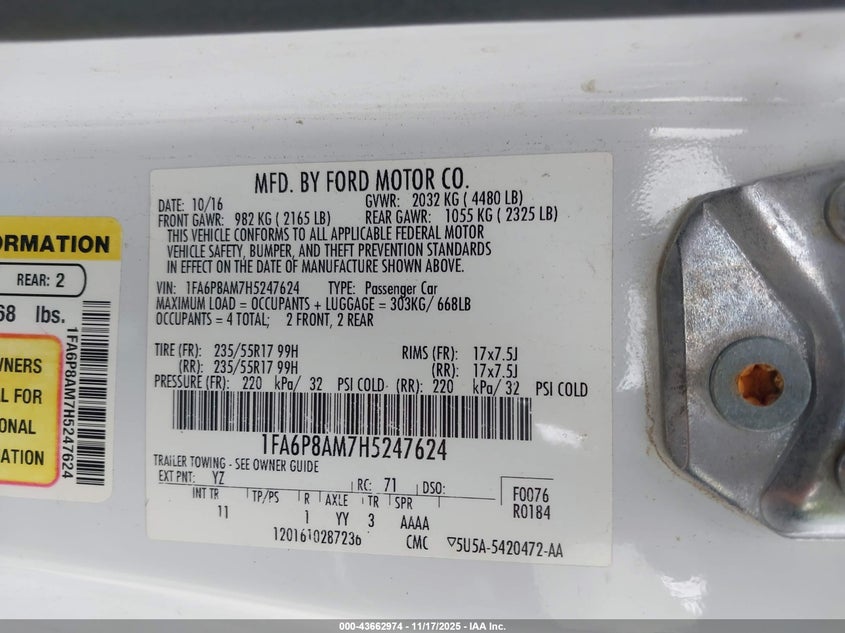 MFD. BY FORD MOTOR CO.
DATE: 10/16 GVWR: 2032 KG ( 4480 LB)
FRONT GAWR: 982 KG ( 2165 LB) REAR GAWR: 1055 KG ( 2325 LB)
THIS VEHICLE CONFORMS TO ALL APPLICABLE FEDERAL MOTOR
VEHICLE SAFETY, BUMPER, AND THEFT PREVENTION STANDARDS
IN EFFECT ON THE DATE OF MANUFACTURE SHOWN ABOVE.
VIN: 1FA6P8AM7H5247624 TYPE: Passenger Car
MAXIMUM LOAD = OCCUPANTS + LUGGAGE = 303KG/ 668LB
OCCUPANTS = 4 TOTAL; 2 FRONT, 2 REAR
TIRE (FR): 235/55R17 99H RIMS (FR): 17x7.5J
(RR): 235/55R17 99H (RR): 17x7.5J
PRESSURE (FR): 220 kPa/ 32 PSI COLD (RR): 220 kPa/ 32 PSI COLD
1FA6P8AM7H5247624
TRAILER TOWING - SEE OWNER GUIDE
EXT PNT: YZ RC: 71 DSO:
F0076
R0184
INT TR TP/PS R AXLE TR SPR
11 1 YY 3 AAAA
1201610287236 CMC ▽5U5A-5420472-AA
ORMATION
REAR: 2
68 lbs.
WNERS
AL FOR
ONAL
ATION
1FA6P8AM7H5247624
000-43662974 - 11/17/2025 - IAA Inc.